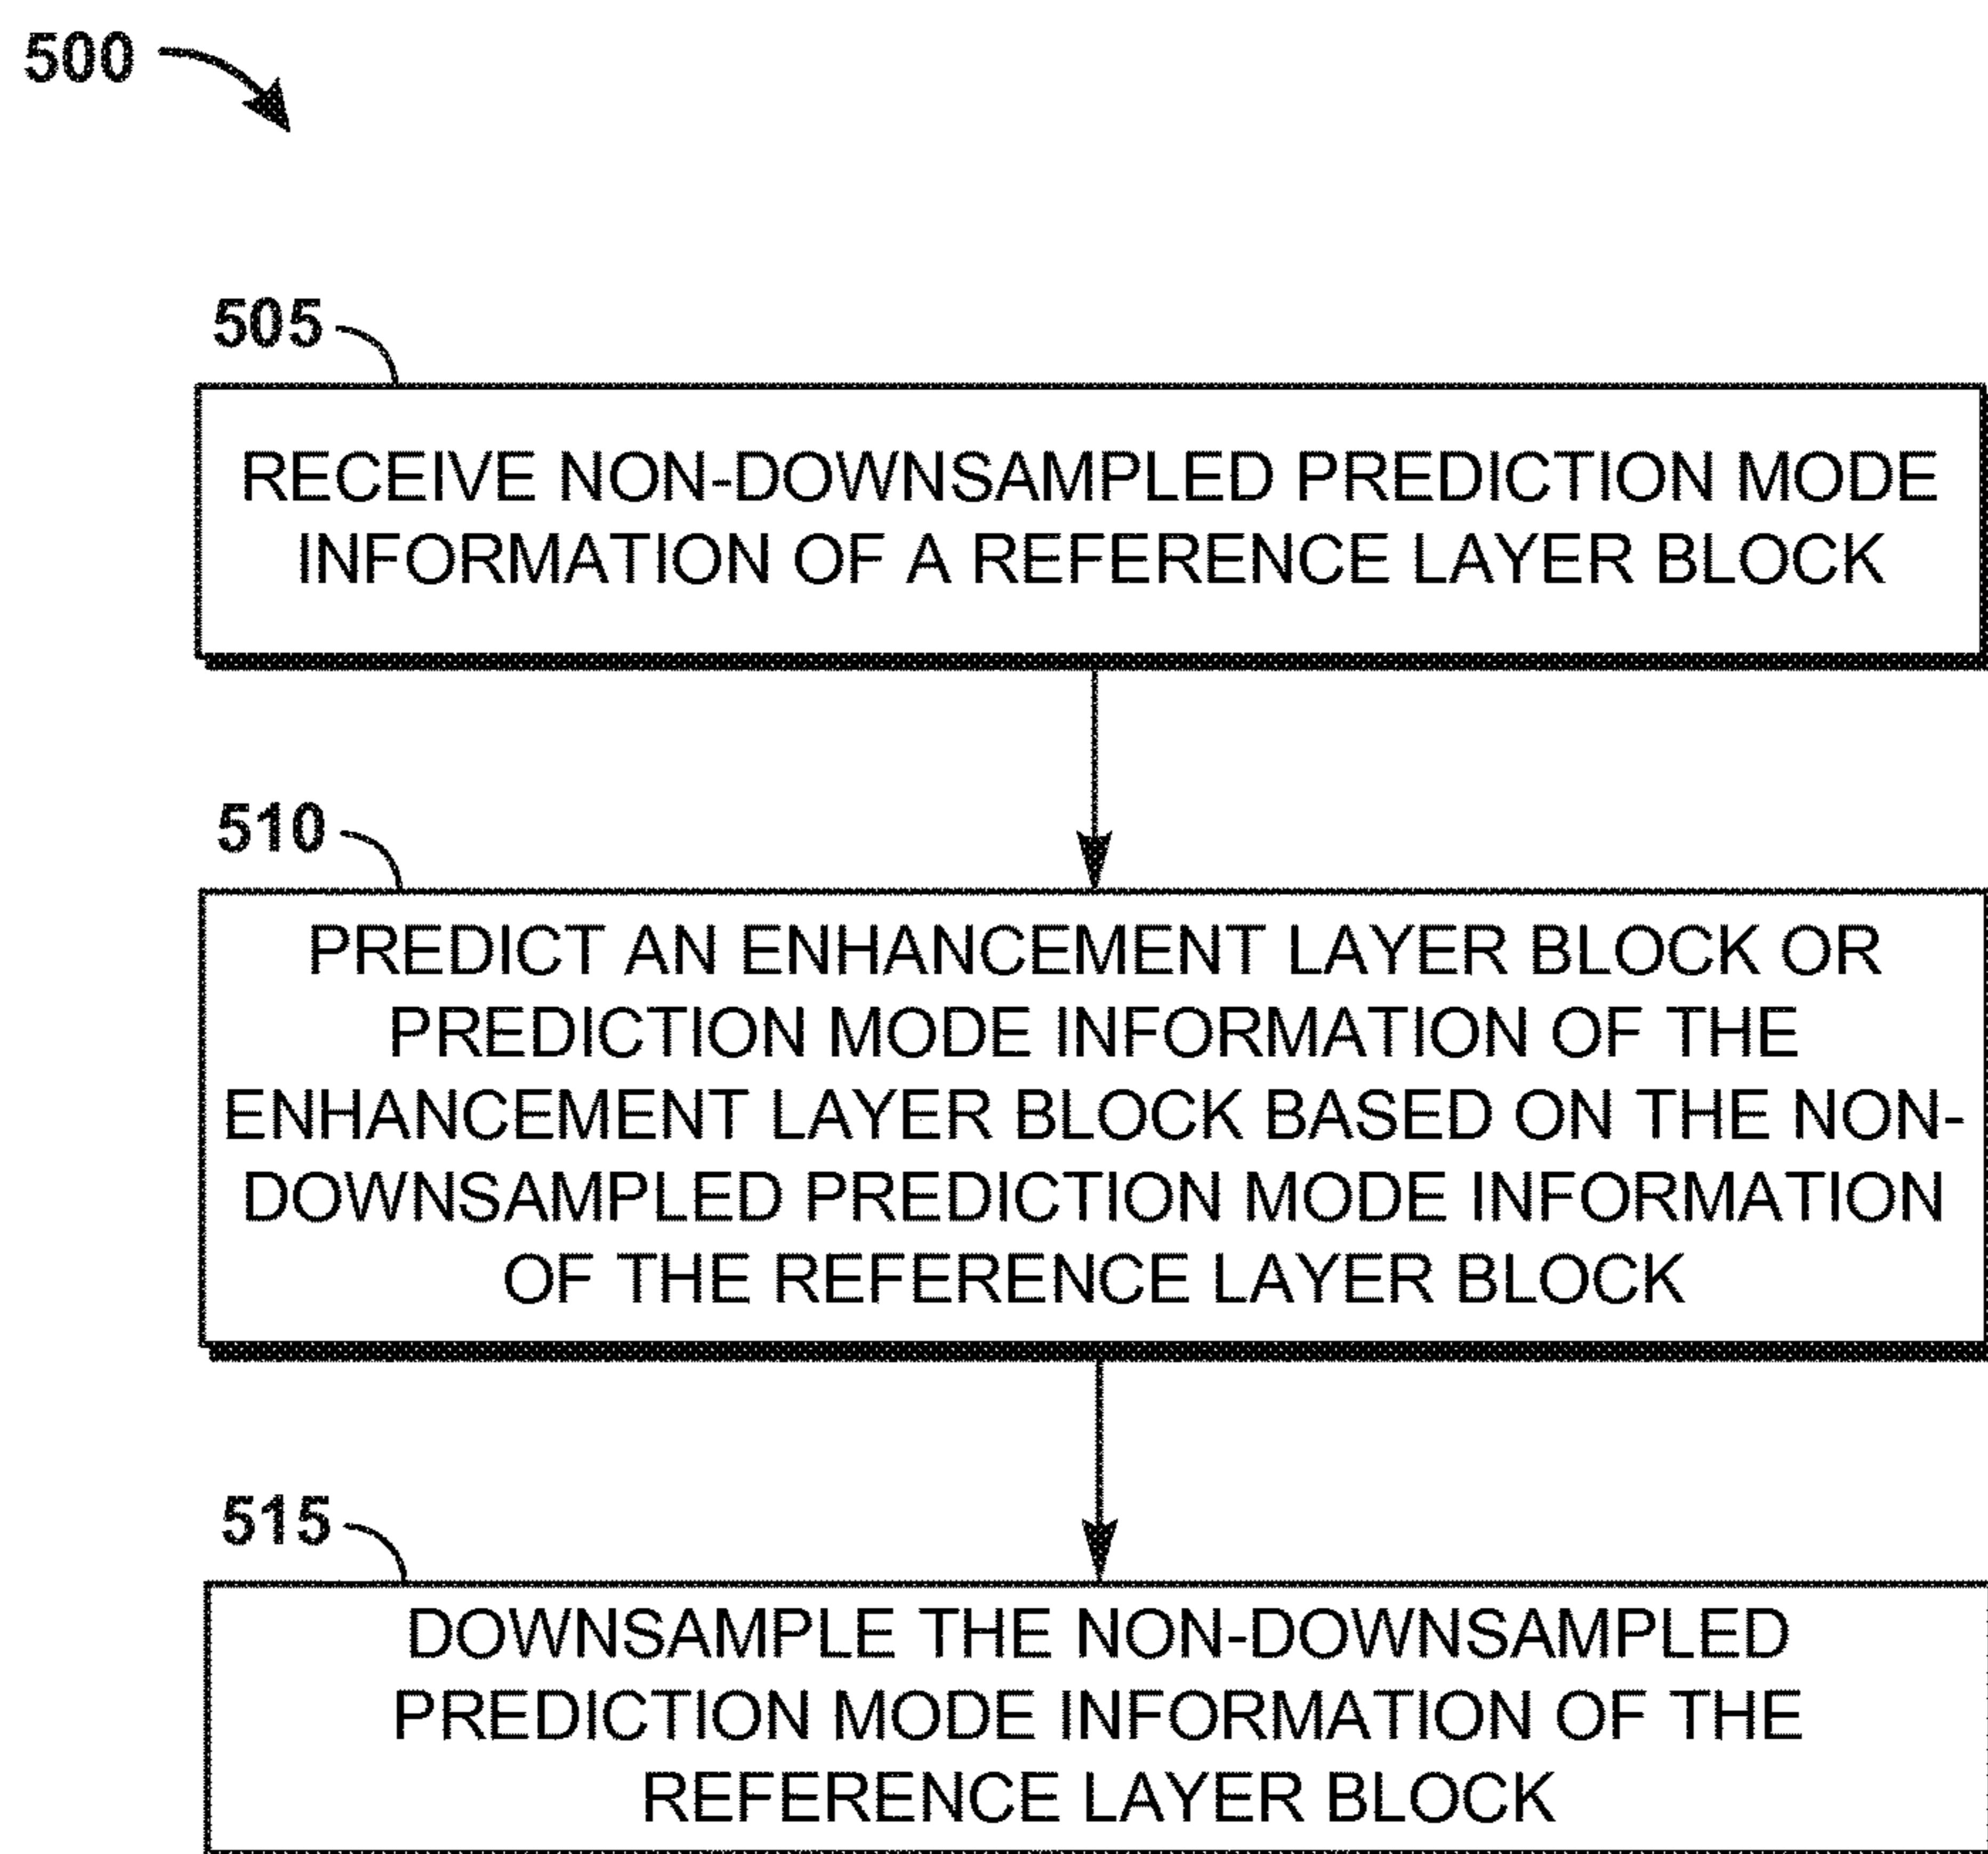 500
505
RECEIVE NON-DOWNSAMPLED PREDICTION MODE
INFORMATION OF A REFERENCE LAYER BLOCK
510
PREDICT AN ENHANCEMENT LAYER BLOCK OR
PREDICTION MODE INFORMATION OF THE
ENHANCEMENT LAYER BLOCK BASED ON THE NON-
DOWNSAMPLED PREDICTION MODE INFORMATION
OF THE REFERENCE LAYER BLOCK
515
DOWNSAMPLE THE NON-DOWNSAMPLED
PREDICTION MODE INFORMATION OF THE
REFERENCE LAYER BLOCK